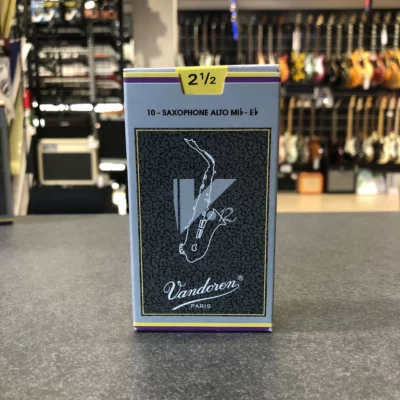 2½
10 - SAXOPHONE ALTO Mi♭ - E♭
V
Vandoren®
PARIS